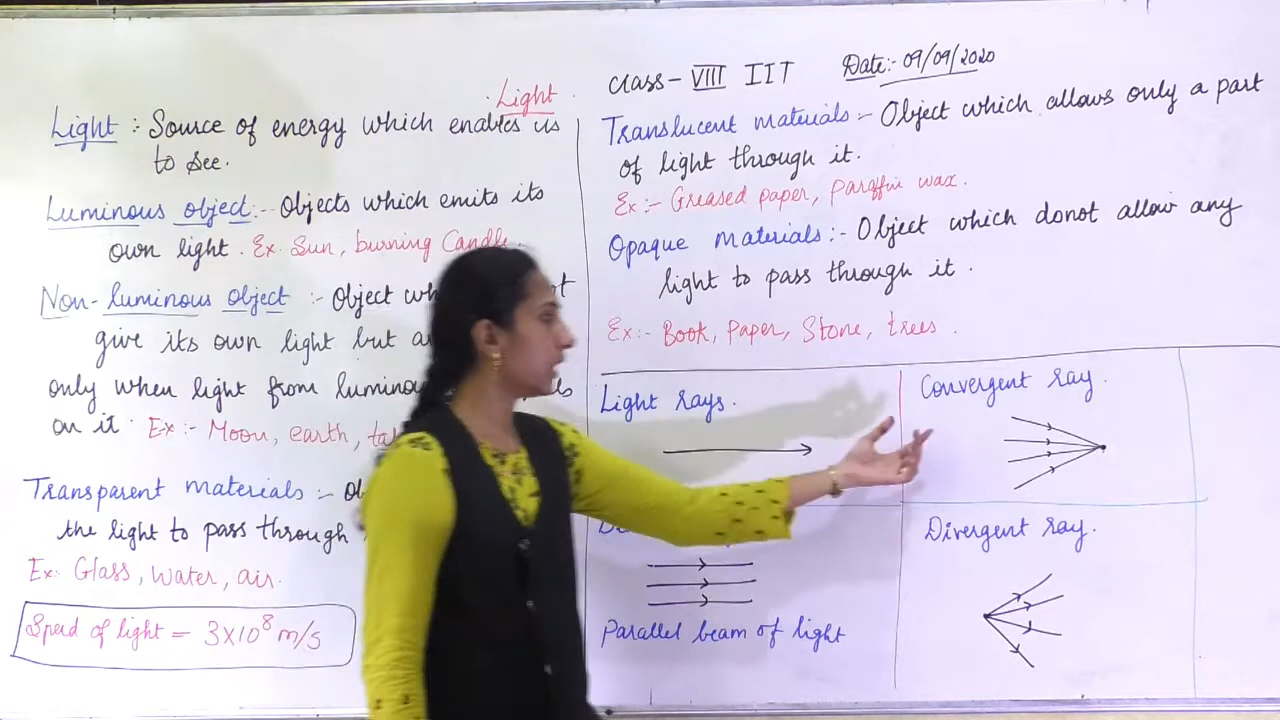 Light
Class - VIII IIT Date:- 09/09/2020
Light : Source of energy which enables us
to see.
Luminous object :- Objects which emits its
own light. Ex. Sun, burning Candle.
Non-luminous object :- Object
give its own light but
only when light from
on it. Ex :- Moon, earth,
Transparent materials :-
the light to pass through
Ex:- Glass, water, air.
Speed of light = 3×10⁸ m/s
Translucent materials :- Object which allows only a part
of light through it.
Ex :- Greased paper, paraffin wax.
Opaque materials :- Object which donot allow any
light to pass through it.
Ex:- Book, paper, Stone, trees.
Light rays.
Convergent ray.
Parallel beam of light
Divergent ray.